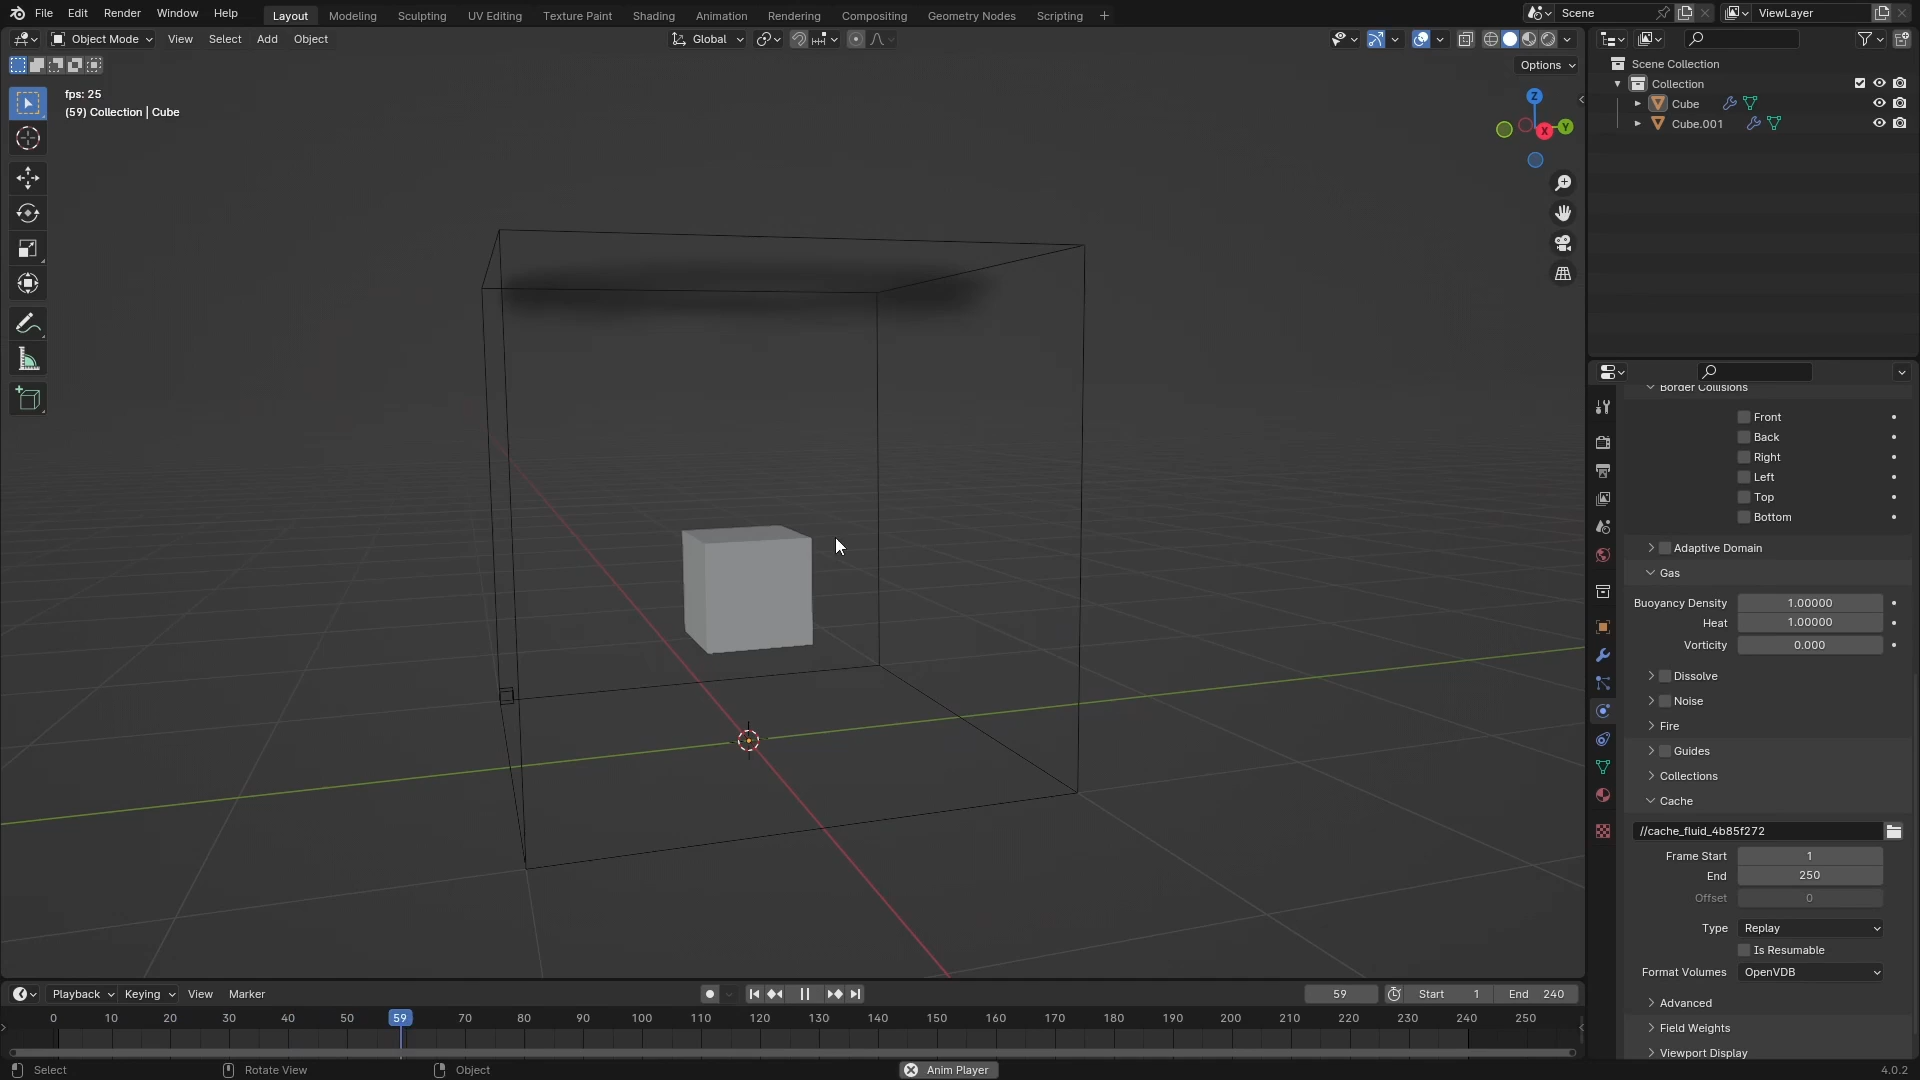 File Edit Render Window Help Layout Modeling Sculpting UV Editing Texture Paint Shading Animation Rendering Compositing Geometry Nodes Scripting + Scene ViewLayer
Object Mode View Select Add Object Global
Options
fps: 25
(59) Collection | Cube
Z
Y
X
Scene Collection
Collection
Cube
Cube.001
Border Collisions
Front
Back
Right
Left
Top
Bottom
Adaptive Domain
Gas
Buoyancy Density 1.00000
Heat 1.00000
Vorticity 0.000
Dissolve
Noise
Fire
Guides
Collections
Cache
//cache_fluid_4b85f272
Frame Start 1
End 250
Offset 0
Type Replay
Is Resumable
Format Volumes OpenVDB
Advanced
Field Weights
Viewport Display
Playback Keying View Marker 59 Start 1 End 240
0 10 20 30 40 50 59 70 80 90 100 110 120 130 140 150 160 170 180 190 200 210 220 230 240 250
Select Rotate View Object Anim Player 4.0.2